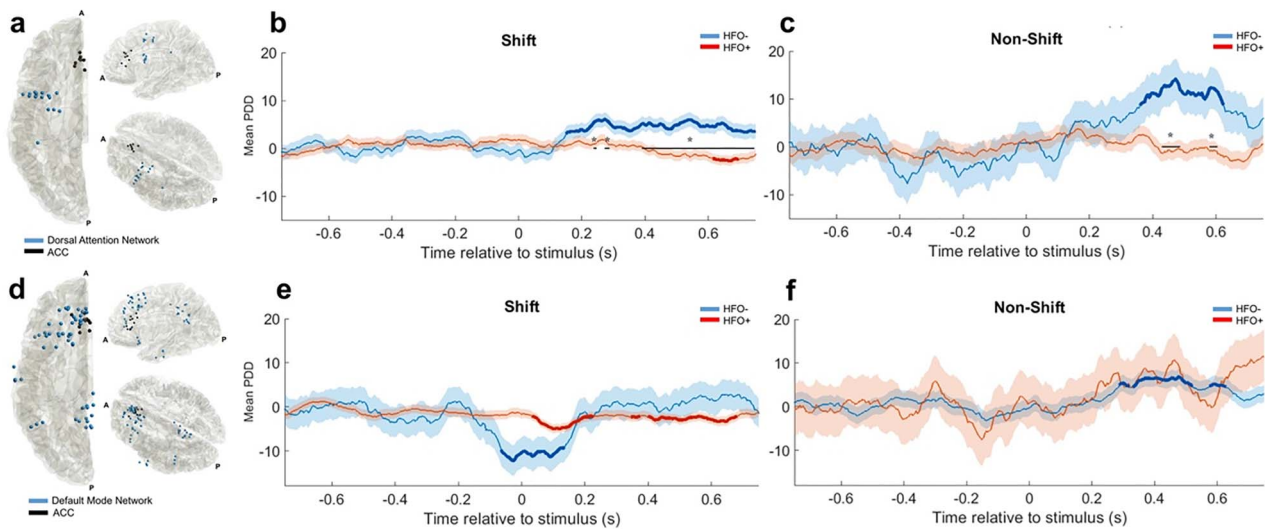 a
A
A
P
A
P
P
Dorsal Attention Network
ACC
b
Shift
HFO-
HFO+
Mean PDD
20
10
0
-10
-0.6 -0.4 -0.2 0 0.2 0.4 0.6
* * *
Time relative to stimulus (s)
c
Non-Shift
HFO-
HFO+
20
10
0
-10
-0.6 -0.4 -0.2 0 0.2 0.4 0.6
* *
Time relative to stimulus (s)
d
A
A
P
A
P
P
Default Mode Network
ACC
e
Shift
HFO-
HFO+
Mean PDD
20
10
0
-10
-0.6 -0.4 -0.2 0 0.2 0.4 0.6
Time relative to stimulus (s)
f
Non-Shift
HFO-
HFO+
20
10
0
-10
-0.6 -0.4 -0.2 0 0.2 0.4 0.6
Time relative to stimulus (s)